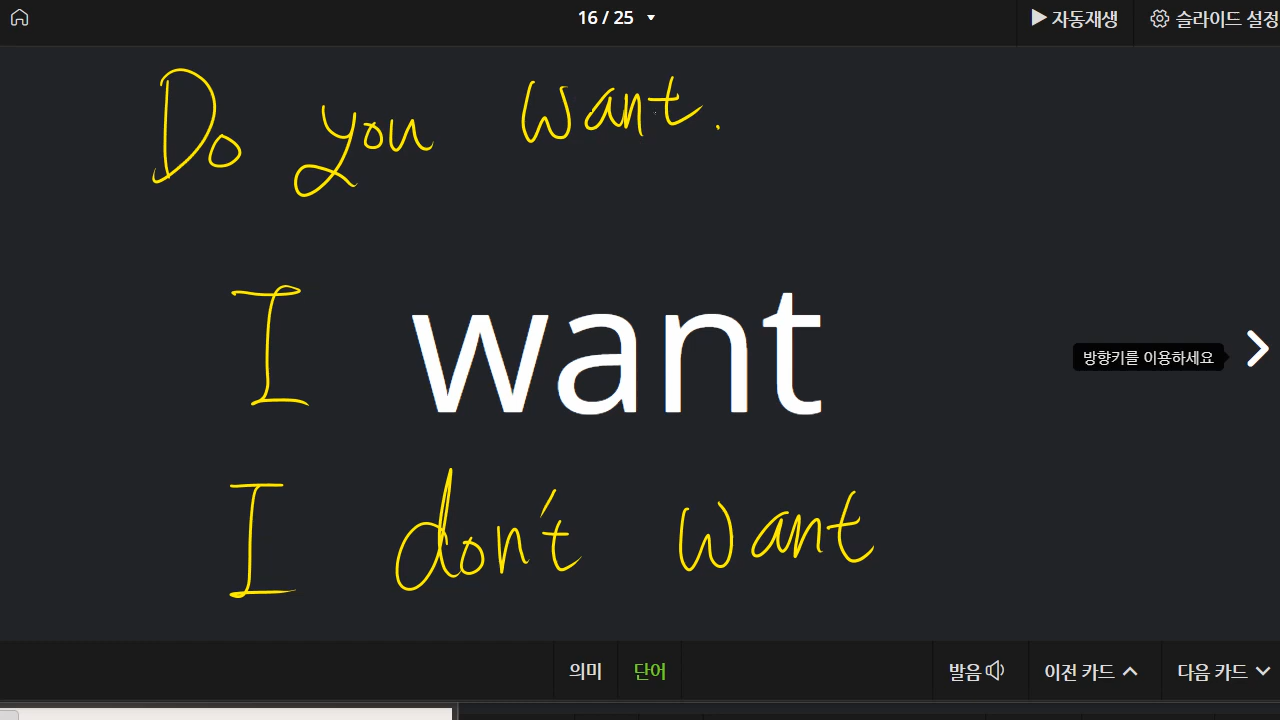 16 / 25
자동재생
슬라이드 설정
Do you want.
I want
방향키를 이용하세요
I don't want
의미 단어
발음 이전 카드 다음 카드